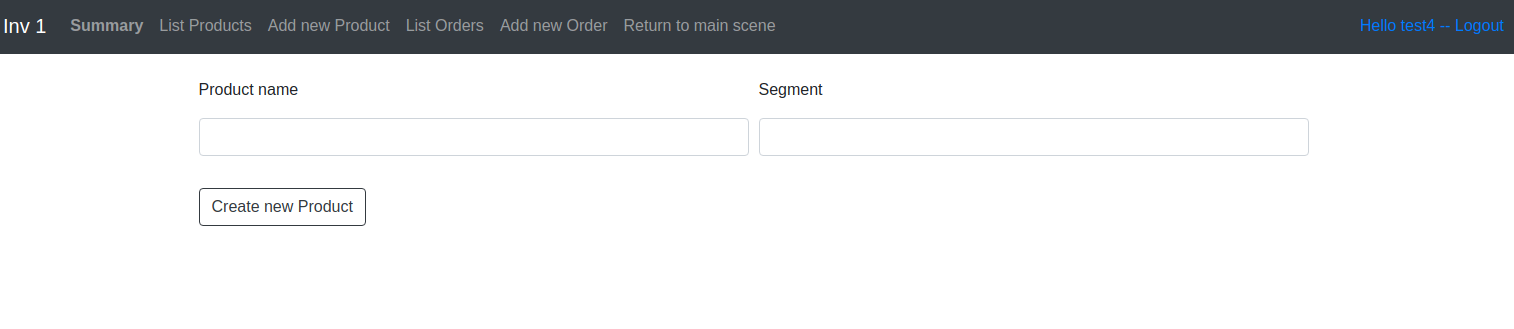 Inv 1 Summary List Products Add new Product List Orders Add new Order Return to main scene Hello test4 -- Logout
Product name Segment
Create new Product